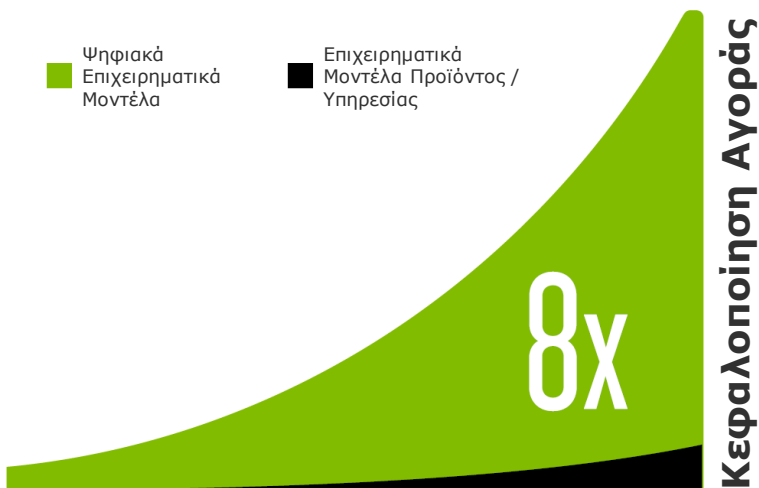 Ψηφιακά
Επιχειρηματικά
Μοντέλα
Επιχειρηματικά
Μοντέλα Προϊόντος /
Υπηρεσίας
8x
Κεφαλοποίηση Αγοράς